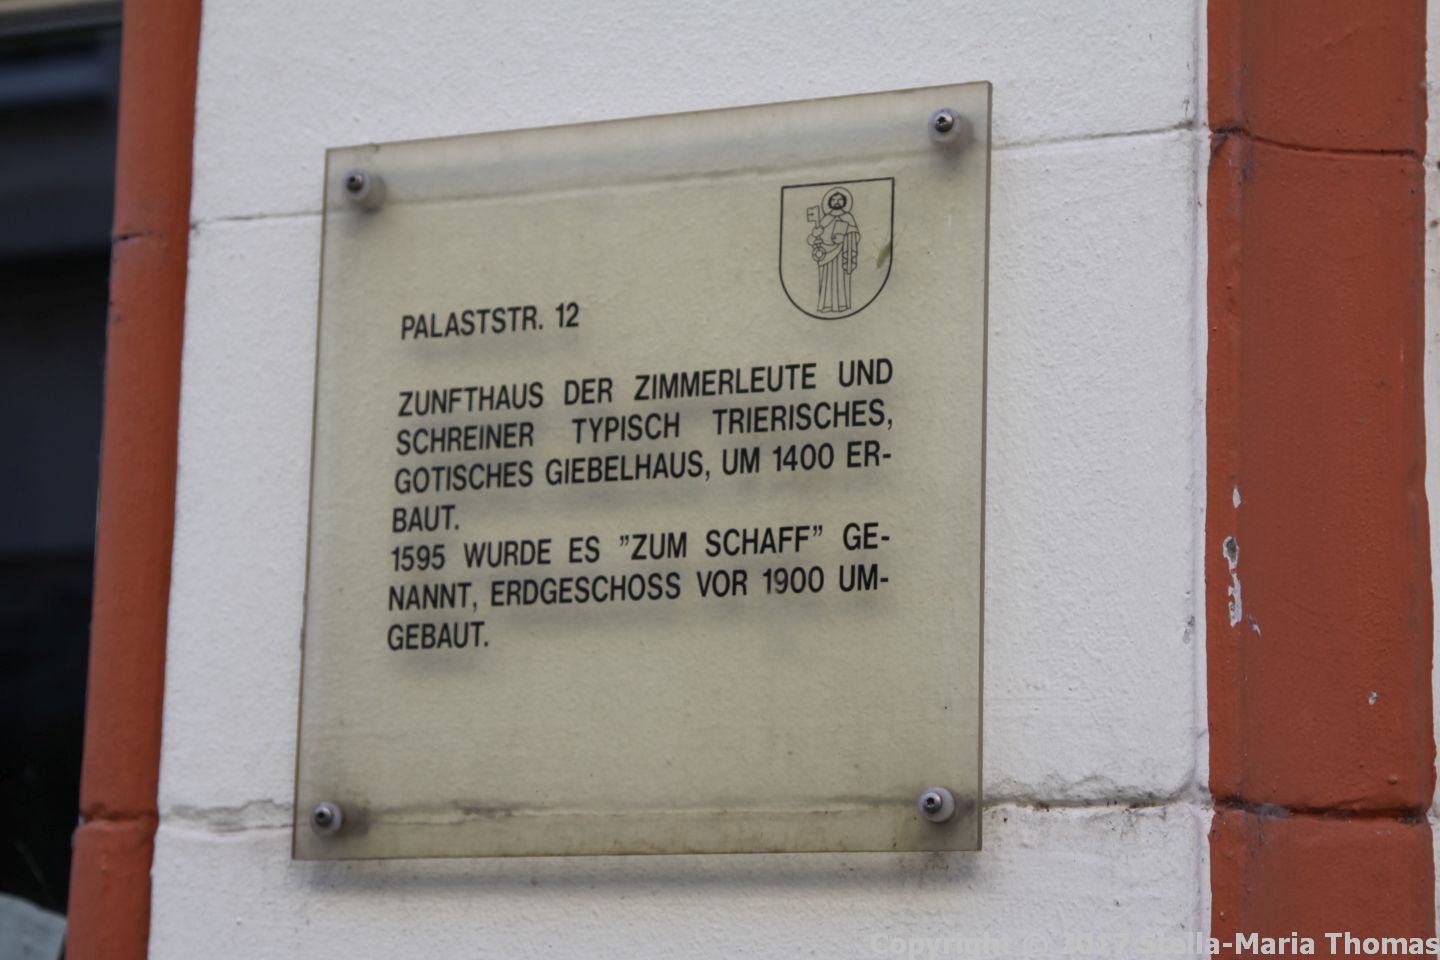 PALASTSTR. 12
ZUNFTHAUS DER ZIMMERLEUTE UND
SCHREINER TYPISCH TRIERISCHES,
GOTISCHES GIEBELHAUS, UM 1400 ER-
BAUT.
1595 WURDE ES ”ZUM SCHAFF” GE-
NANNT, ERDGESCHOSS VOR 1900 UM-
GEBAUT.
Copyright © 2017 Stella-Maria Thomas